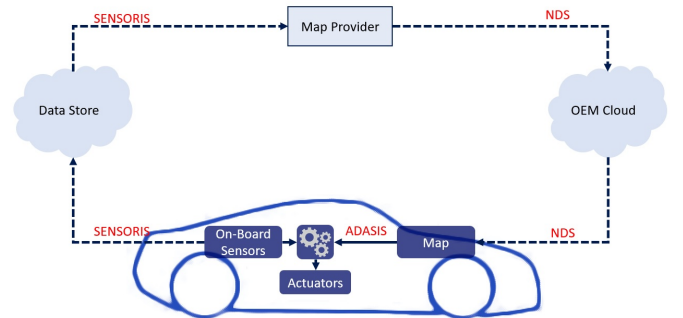 SENSORIS
Map Provider
NDS
Data Store
OEM Cloud
SENSORIS
On-Board
Sensors
ADASIS
Map
NDS
Actuators